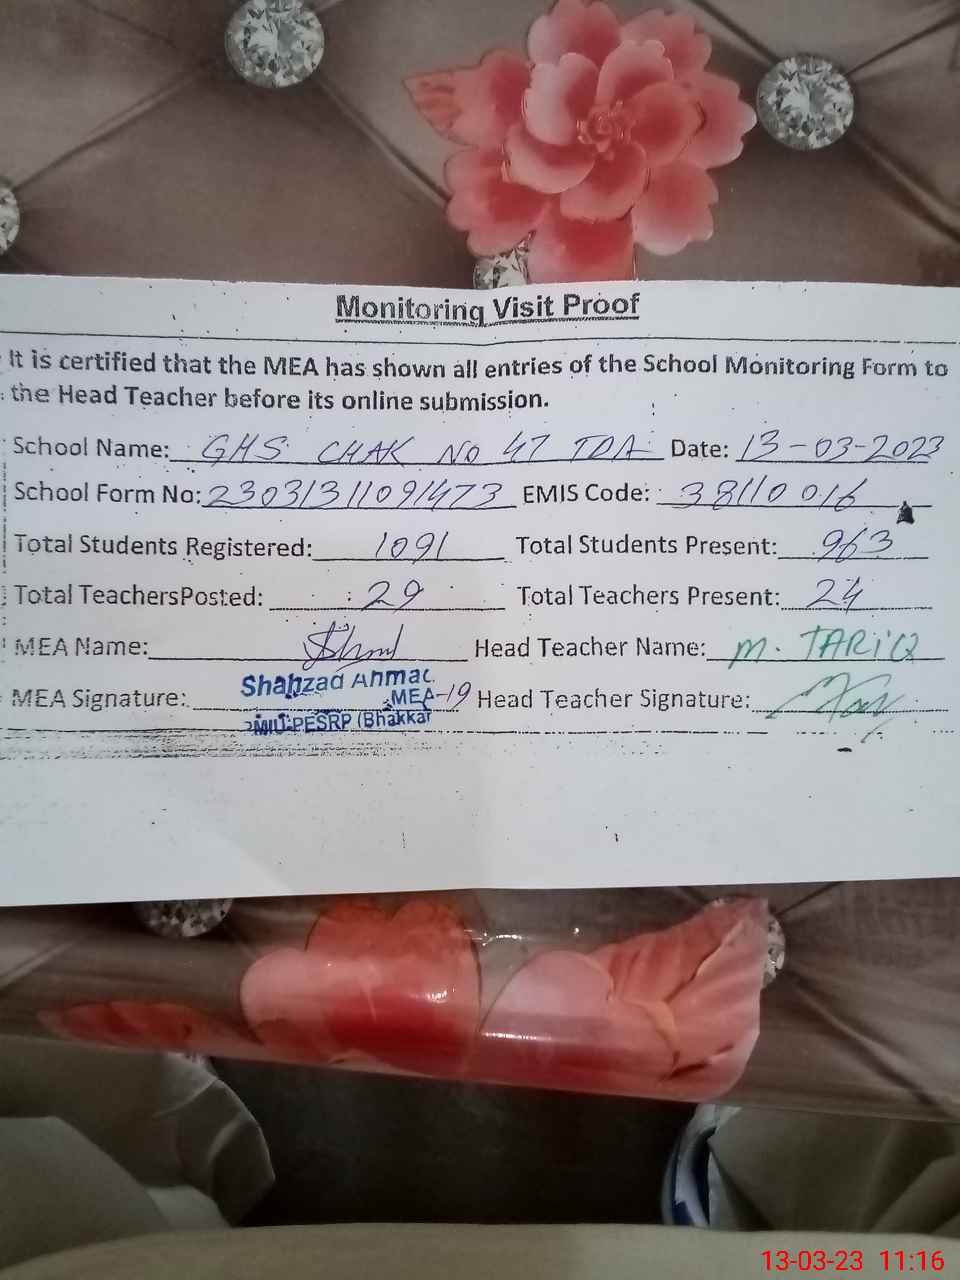 Monitoring Visit Proof
It is certified that the MEA has shown all entries of the School Monitoring Form to
the Head Teacher before its online submission.
School Name: GHS CHAK NO 47 TDA Date: 13-03-2023
School Form No: 23031311091473 EMIS Code: 38110016
Total Students Registered: 1091 Total Students Present: 963
Total TeachersPosted: 29 Total Teachers Present: 24
MEA Name: Head Teacher Name: M. TARiQ
MEA Signature: Shahzad Ahmad Head Teacher Signature:
MEA-19
PMIU-PESRP (Bhakkar
13-03-23 11:16